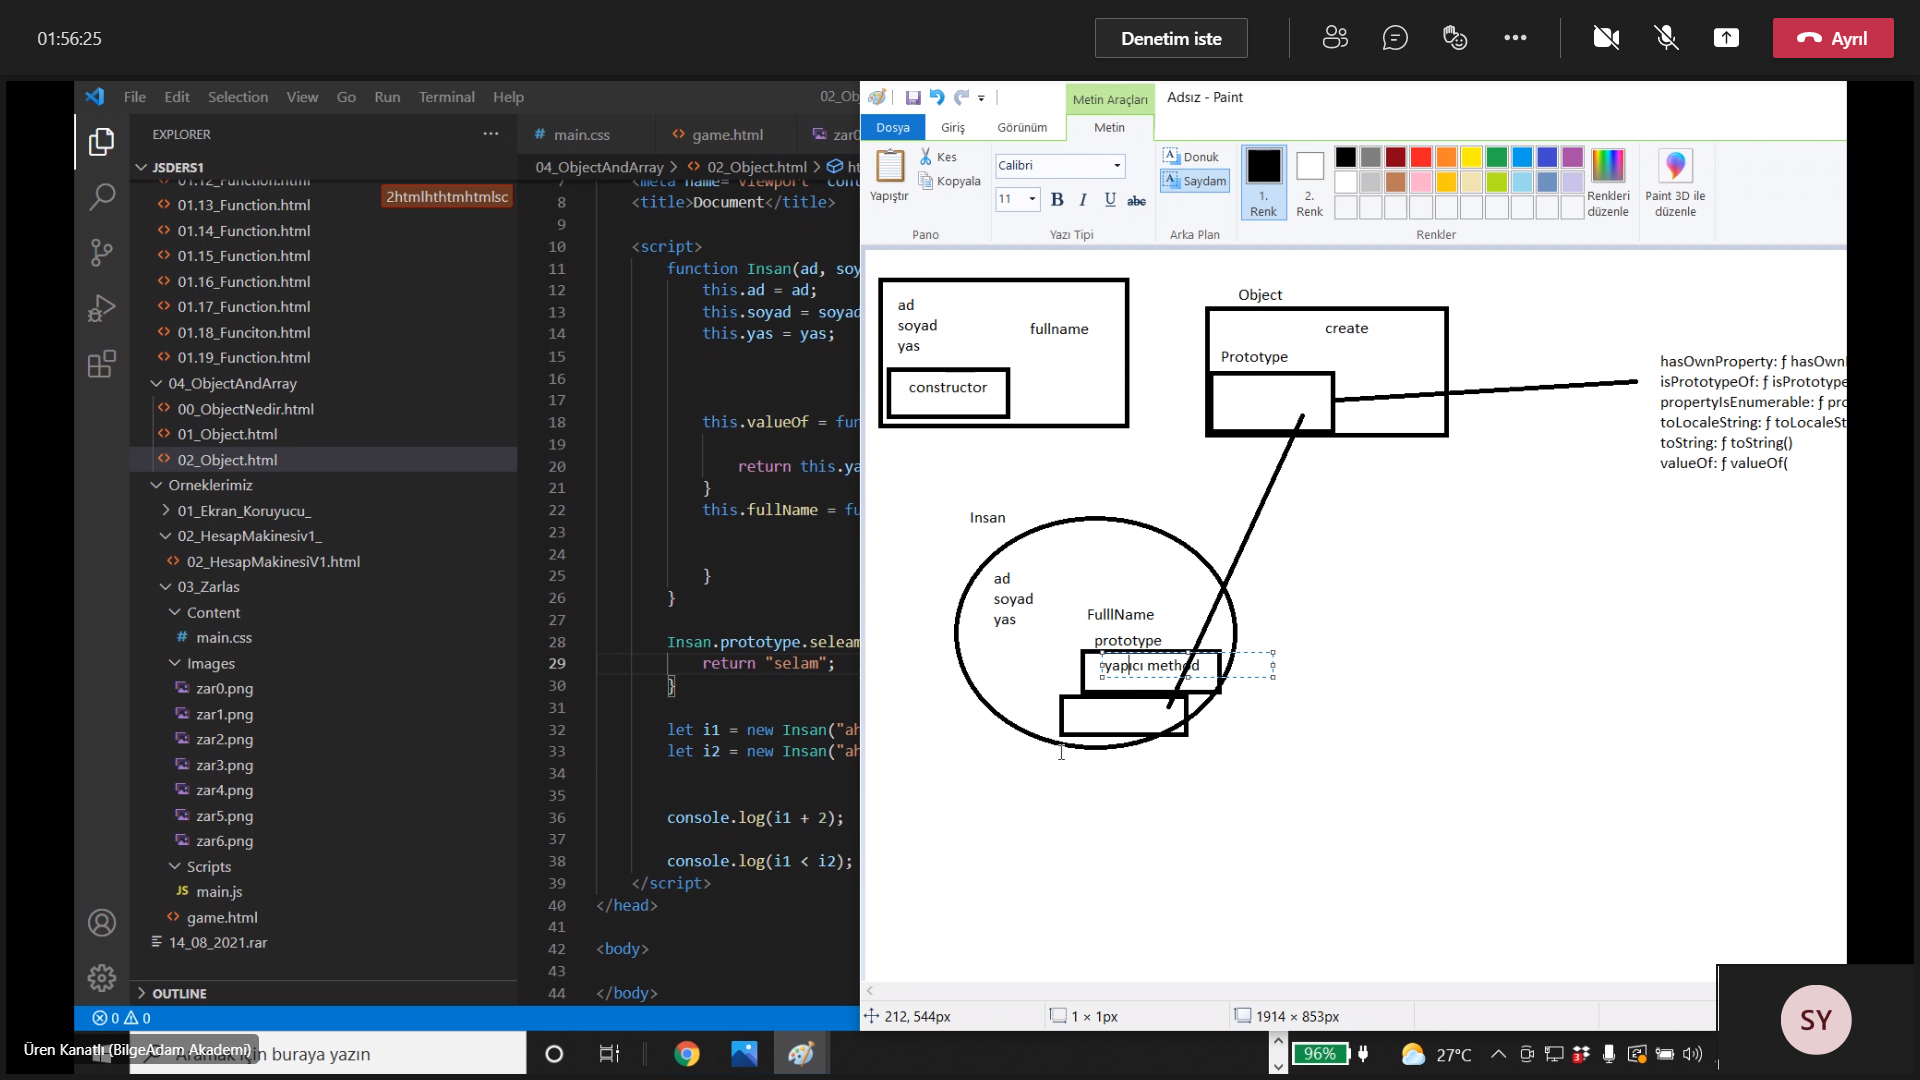 01:56:25
Denetim iste
Ayrıl
File Edit Selection View Go Run Terminal Help
02_Ob
EXPLORER
JSDERS1
2htmlhthtmhtmlsc
01.12_Function.html
01.13_Function.html
01.14_Function.html
01.15_Function.html
01.16_Function.html
01.17_Function.html
01.18_Funciton.html
01.19_Function.html
04_ObjectAndArray
00_ObjectNedir.html
01_Object.html
02_Object.html
Orneklerimiz
01_Ekran_Koruyucu_
02_HesapMakinesiv1_
02_HesapMakinesiV1.html
03_Zarlas
Content
# main.css
Images
zar0.png
zar1.png
zar2.png
zar3.png
zar4.png
zar5.png
zar6.png
Scripts
JS main.js
game.html
14_08_2021.rar
OUTLINE
0 0
# main.css game.html zar0
04_ObjectAndArray > 02_Object.html > ht
7 <meta name="viewport" cont
8 <title>Document</title>
9
10 <script>
11 function Insan(ad, soy
12 this.ad = ad;
13 this.soyad = soyad
14 this.yas = yas;
15
16
17
18 this.valueOf = fun
19
20 return this.ya
21 }
22 this.fullName = fu
23
24
25 }
26 }
27
28 Insan.prototype.seleam
29 return "selam";
30 }
31
32 let i1 = new Insan("ah
33 let i2 = new Insan("ah
34
35
36 console.log(i1 + 2);
37
38 console.log(i1 < i2);
39 </script>
40 </head>
41
42 <body>
43
44 </body>
Metin Araçları
Adsız - Paint
Dosya Giriş Görünüm Metin
Yapıştır
Kes
Kopyala
Pano
Calibri
11
B I U abc
Yazı Tipi
Donuk
Saydam
Arka Plan
1.
Renk
2.
Renk
Renkleri
düzenle
Renkler
Paint 3D ile
düzenle
ad
soyad
yas
fullname
constructor
Object
create
Prototype
hasOwnProperty: ƒ hasOwnP
isPrototypeOf: ƒ isPrototype
propertyIsEnumerable: ƒ pro
toLocaleString: ƒ toLocaleSt
toString: ƒ toString()
valueOf: ƒ valueOf(
Insan
ad
soyad
yas
FulllName
prototype
yapıcı method
212, 544px
1 × 1px
1914 × 853px
SY
Üren Kanatlı (BilgeAdam Akademi)
Aramak için buraya yazın
96%
27°C
3